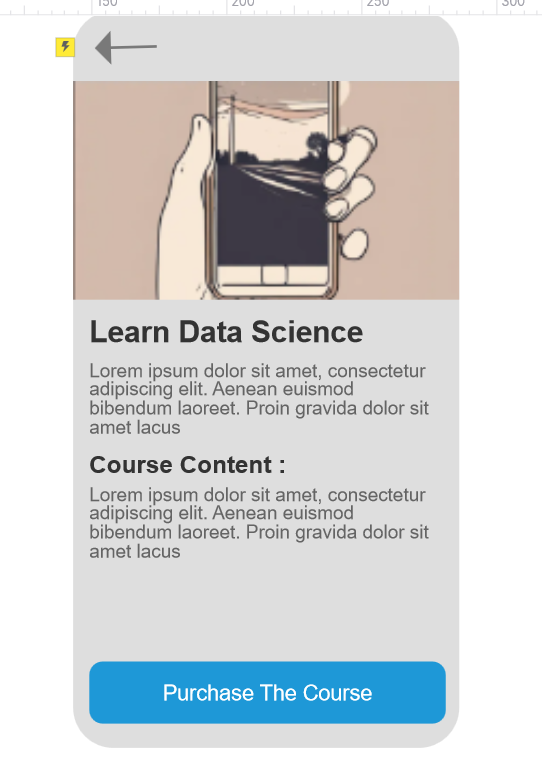 150
200
250
300
Learn Data Science
Lorem ipsum dolor sit amet, consectetur
adipiscing elit. Aenean euismod
bibendum laoreet. Proin gravida dolor sit
amet lacus
Course Content :
Lorem ipsum dolor sit amet, consectetur
adipiscing elit. Aenean euismod
bibendum laoreet. Proin gravida dolor sit
amet lacus
Purchase The Course